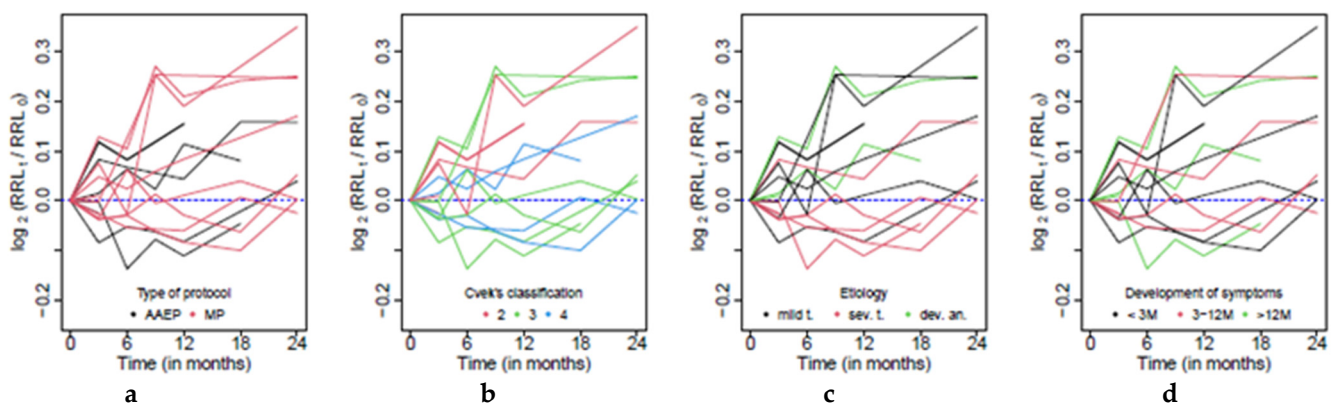 log 2 (RRL t / RRL 0)
0.3
0.2
0.1
0.0
−0.2
Type of protocol
AAEP MP
0 6 12 18 24
Time (in months)
a
log 2 (RRL t / RRL 0)
0.3
0.2
0.1
0.0
−0.2
Cvek's classification
2 3 4
0 6 12 18 24
Time (in months)
b
log 2 (RRL t / RRL 0)
0.3
0.2
0.1
0.0
−0.2
Etiology
mild t. sev. t. dev. an.
0 6 12 18 24
Time (in months)
c
log 2 (RRL t / RRL 0)
0.3
0.2
0.1
0.0
−0.2
Development of symptoms
< 3M 3−12M >12M
0 6 12 18 24
Time (in months)
d